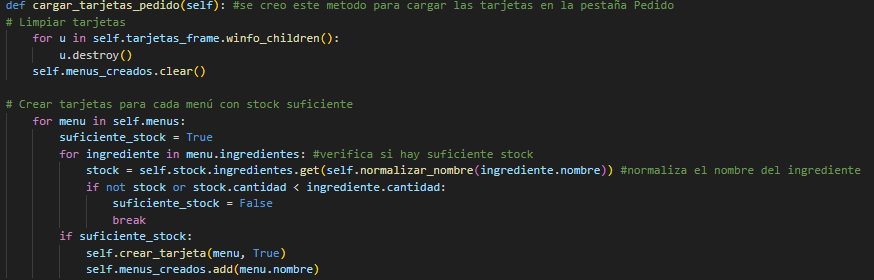 def cargar_tarjetas_pedido(self): #se creo este metodo para cargar las tarjetas en la pestaña Pedido
# Limpiar tarjetas
    for u in self.tarjetas_frame.winfo_children():
        u.destroy()
    self.menus_creados.clear()

# Crear tarjetas para cada menú con stock suficiente
    for menu in self.menus:
        suficiente_stock = True
        for ingrediente in menu.ingredientes: #verifica si hay suficiente stock
            stock = self.stock.ingredientes.get(self.normalizar_nombre(ingrediente.nombre)) #normaliza el nombre del ingrediente
            if not stock or stock.cantidad < ingrediente.cantidad:
                suficiente_stock = False
                break
        if suficiente_stock:
            self.crear_tarjeta(menu, True)
            self.menus_creados.add(menu.nombre)